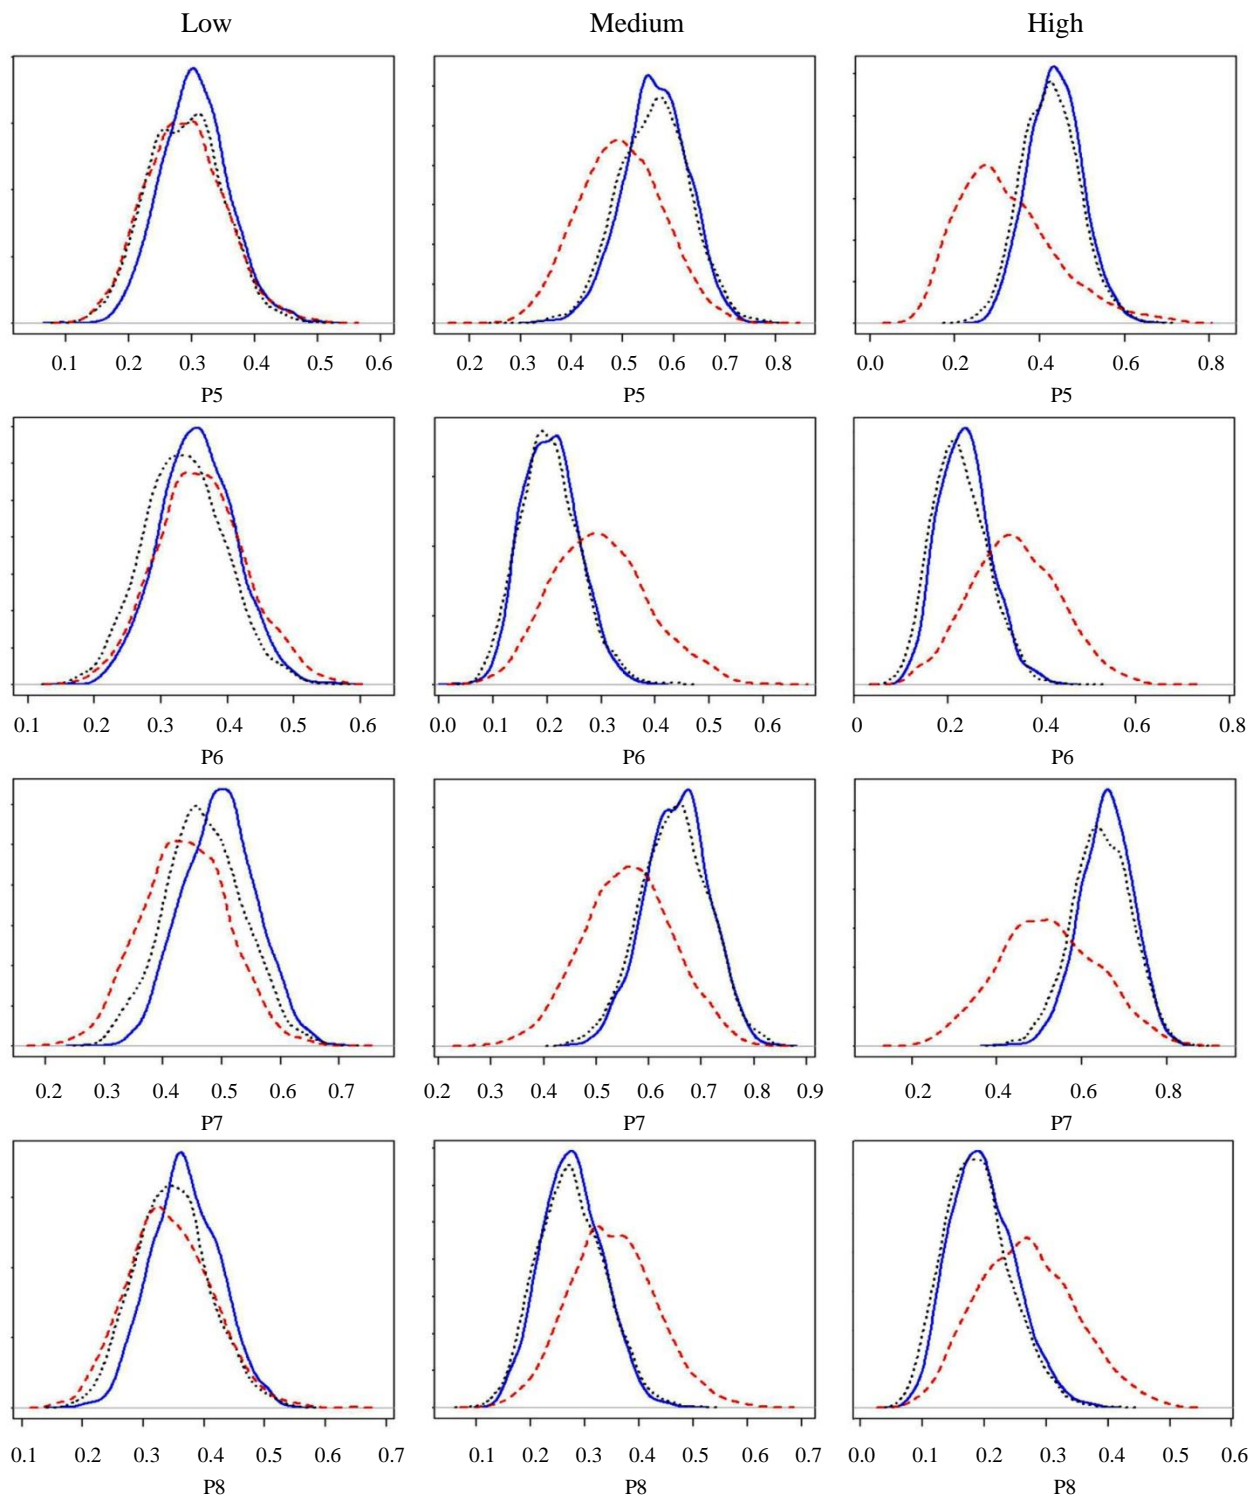 Low Medium High
0.1 0.2 0.3 0.4 0.5 0.6 0.2 0.3 0.4 0.5 0.6 0.7 0.8 0.0 0.2 0.4 0.6 0.8
P5 P5 P5
0.1 0.2 0.3 0.4 0.5 0.6 0.0 0.1 0.2 0.3 0.4 0.5 0.6 0 0.2 0.4 0.6 0.8
P6 P6 P6
0.2 0.3 0.4 0.5 0.6 0.7 0.2 0.3 0.4 0.5 0.6 0.7 0.8 0.9 0.2 0.4 0.6 0.8
P7 P7 P7
0.1 0.2 0.3 0.4 0.5 0.6 0.7 0.1 0.2 0.3 0.4 0.5 0.6 0.7 0.0 0.1 0.2 0.3 0.4 0.5 0.6
P8 P8 P8